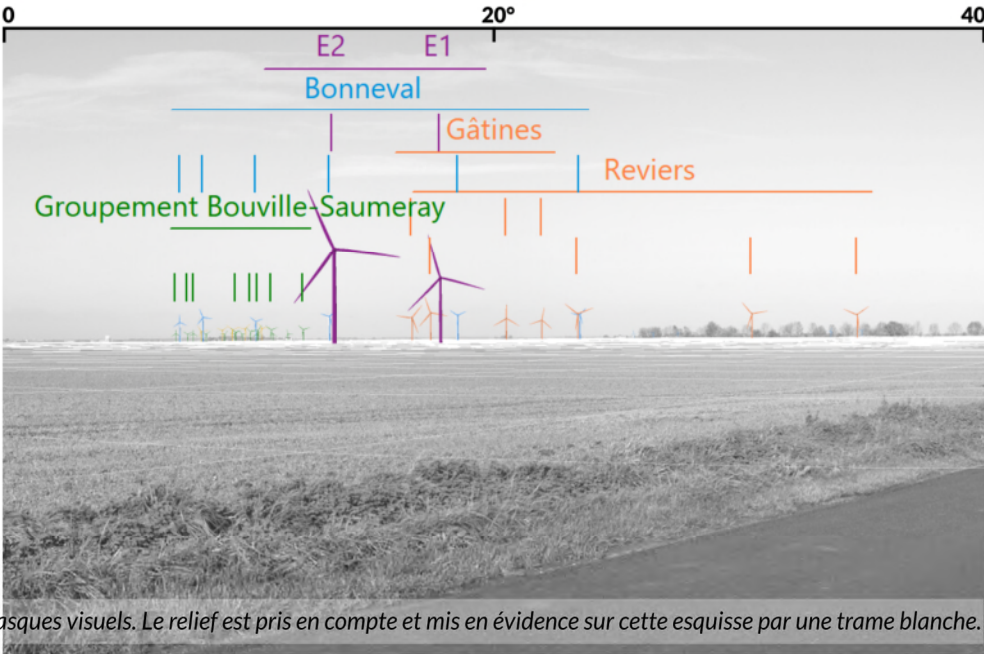 0 20° 40
E2 E1
Bonneval
Gâtines
Reviers
Groupement Bouville-Saumeray
asques visuels. Le relief est pris en compte et mis en évidence sur cette esquisse par une trame blanche.